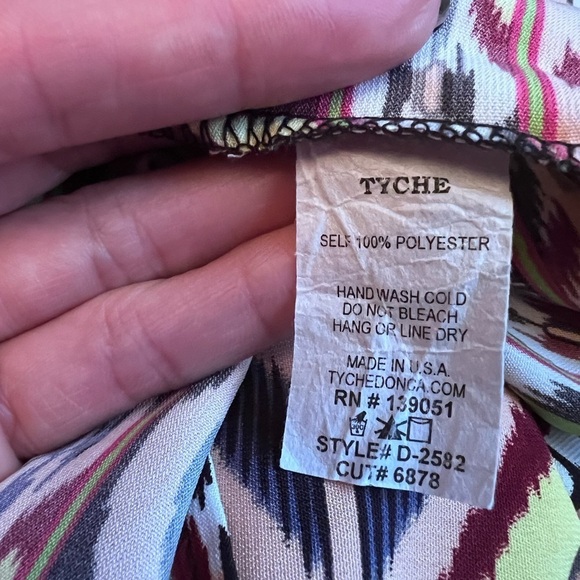 TYCHE
SELF 100% POLYESTER
HAND WASH COLD
DO NOT BLEACH
HANG OR LINE DRY
MADE IN U.S.A.
TYCHEDONCA.COM
RN # 139051
STYLE# D-2582
CUT# 6878